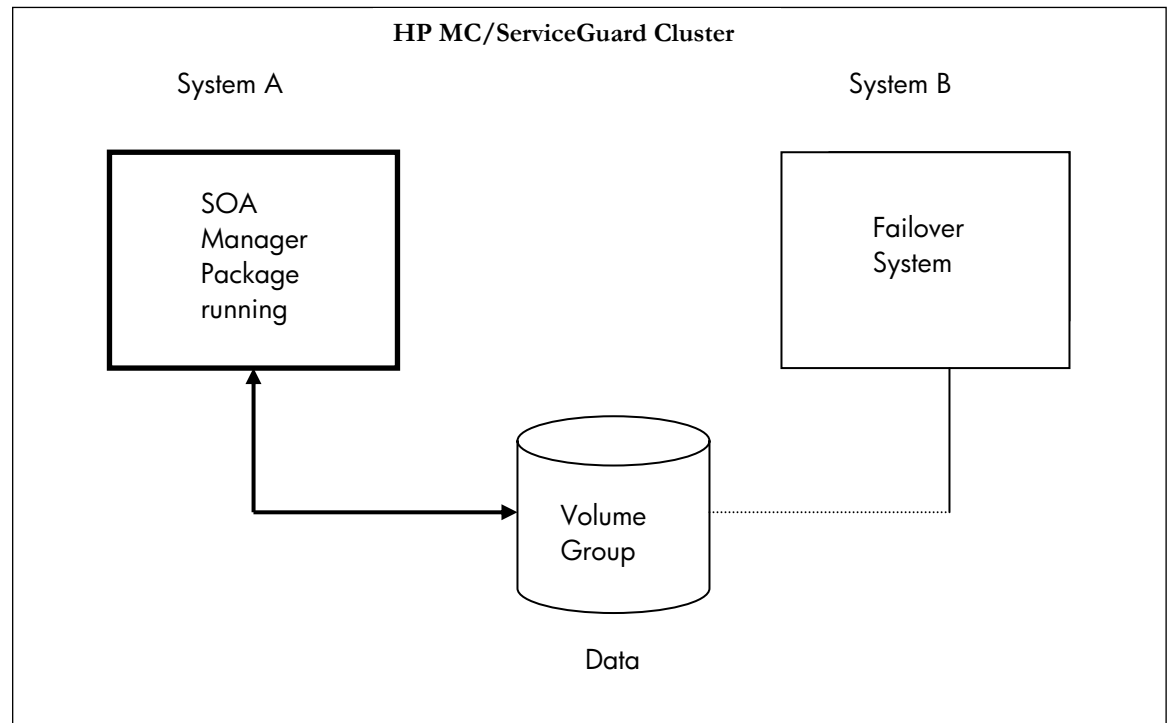 HP MC/ServiceGuard Cluster
System A
System B
SOA
Manager
Package
running
Failover
System
Volume
Group
Data